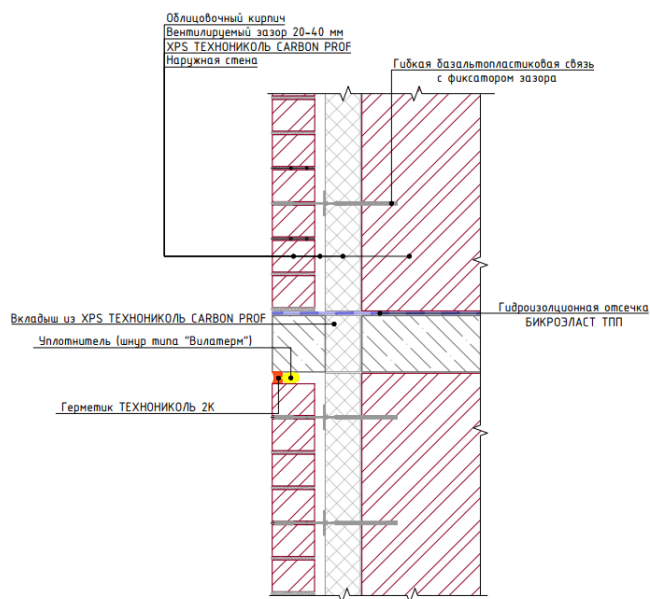 Облицовочный кирпич
Вентилируемый зазор 20-40 мм
XPS ТЕХНОНИКОЛЬ CARBON PROF
Наружная стена
Гибкая базальтопластиковая связь
с фиксатором зазора
Гидроизолционная отсечка
БИКРОЭЛАСТ ТПП
Вкладыш из XPS ТЕХНОНИКОЛЬ CARBON PROF
Уплотнитель (шнур типа "Вилатерм")
Герметик ТЕХНОНИКОЛЬ 2К